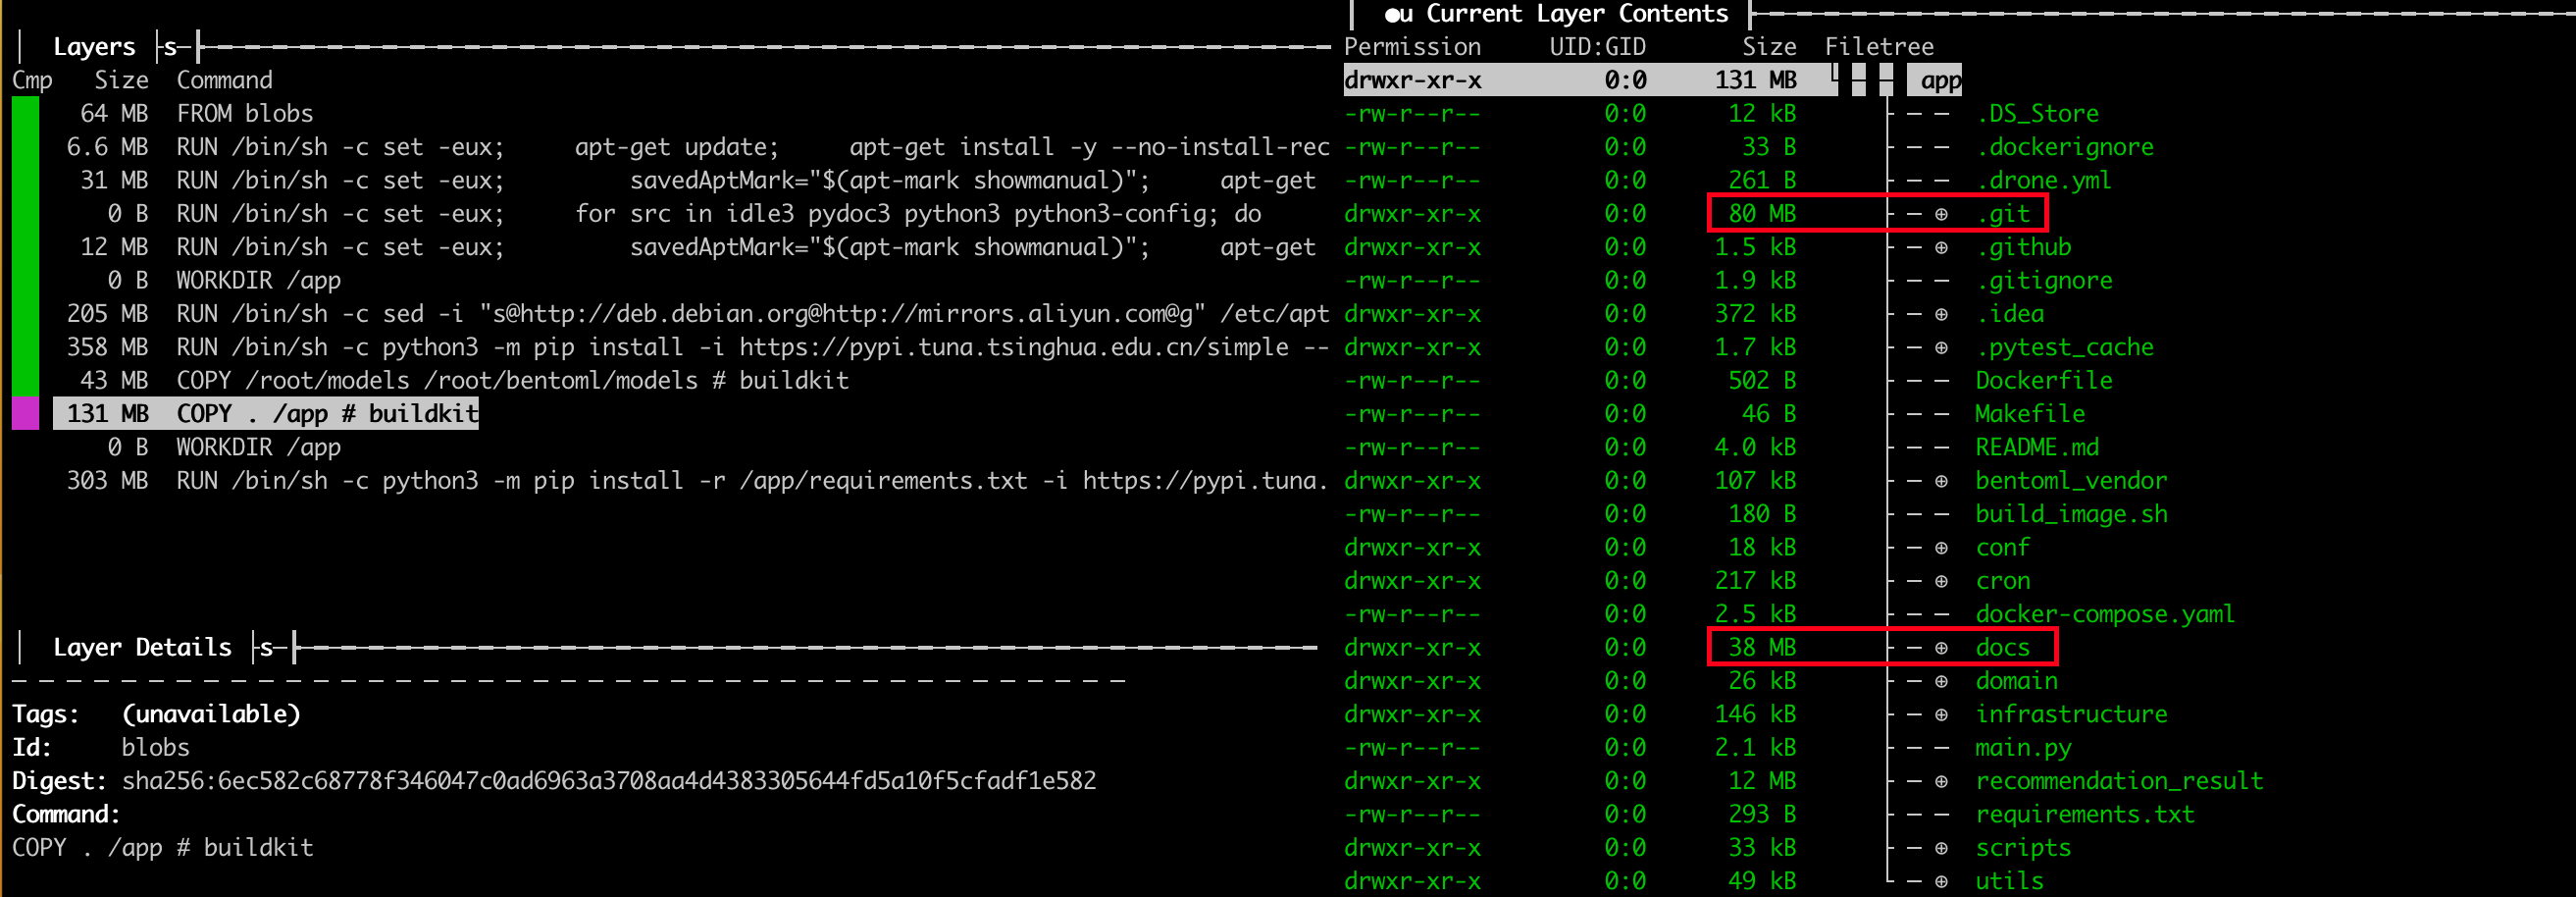 Layers s
Cmp Size Command
64 MB FROM blobs
6.6 MB RUN /bin/sh -c set -eux; apt-get update; apt-get install -y --no-install-rec
31 MB RUN /bin/sh -c set -eux; savedAptMark="$(apt-mark showmanual)"; apt-get
0 B RUN /bin/sh -c set -eux; for src in idle3 pydoc3 python3 python3-config; do
12 MB RUN /bin/sh -c set -eux; savedAptMark="$(apt-mark showmanual)"; apt-get
0 B WORKDIR /app
205 MB RUN /bin/sh -c sed -i "s@http://deb.debian.org@http://mirrors.aliyun.com@g" /etc/apt
358 MB RUN /bin/sh -c python3 -m pip install -i https://pypi.tuna.tsinghua.edu.cn/simple --
43 MB COPY /root/models /root/bentoml/models # buildkit
131 MB COPY . /app # buildkit
0 B WORKDIR /app
303 MB RUN /bin/sh -c python3 -m pip install -r /app/requirements.txt -i https://pypi.tuna.
Layer Details s
Tags: (unavailable)
Id: blobs
Digest: sha256:6ec582c68778f346047c0ad6963a3708aa4d4383305644fd5a10f5cfadf1e582
Command:
COPY . /app # buildkit
●u Current Layer Contents
Permission UID:GID Size Filetree
drwxr-xr-x 0:0 131 MB app
-rw-r--r-- 0:0 12 kB .DS_Store
-rw-r--r-- 0:0 33 B .dockerignore
-rw-r--r-- 0:0 261 B .drone.yml
drwxr-xr-x 0:0 80 MB ⊕ .git
drwxr-xr-x 0:0 1.5 kB ⊕ .github
-rw-r--r-- 0:0 1.9 kB .gitignore
drwxr-xr-x 0:0 372 kB ⊕ .idea
drwxr-xr-x 0:0 1.7 kB ⊕ .pytest_cache
-rw-r--r-- 0:0 502 B Dockerfile
-rw-r--r-- 0:0 46 B Makefile
-rw-r--r-- 0:0 4.0 kB README.md
drwxr-xr-x 0:0 107 kB ⊕ bentoml_vendor
-rw-r--r-- 0:0 180 B build_image.sh
drwxr-xr-x 0:0 18 kB ⊕ conf
drwxr-xr-x 0:0 217 kB ⊕ cron
-rw-r--r-- 0:0 2.5 kB docker-compose.yaml
drwxr-xr-x 0:0 38 MB ⊕ docs
drwxr-xr-x 0:0 26 kB ⊕ domain
drwxr-xr-x 0:0 146 kB ⊕ infrastructure
-rw-r--r-- 0:0 2.1 kB main.py
drwxr-xr-x 0:0 12 MB ⊕ recommendation_result
-rw-r--r-- 0:0 293 B requirements.txt
drwxr-xr-x 0:0 33 kB ⊕ scripts
drwxr-xr-x 0:0 49 kB ⊕ utils